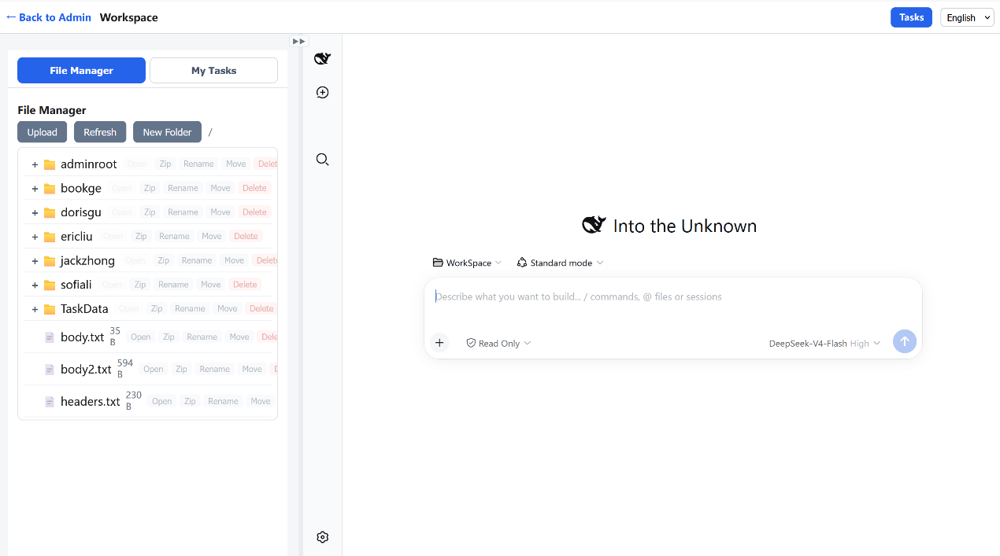 ← Back to Admin Workspace Tasks English
File Manager My Tasks
File Manager
Upload Refresh New Folder /
+ adminroot Open Zip Rename Move Delet
+ bookge Open Zip Rename Move Delete
+ dorisgu Open Zip Rename Move Delete
+ ericliu Open Zip Rename Move Delete
+ jackzhong Open Zip Rename Move Delete
+ sofiali Open Zip Rename Move Delete
+ TaskData Open Zip Rename Move Delete
body.txt 35 B Open Zip Rename Move Dele
body2.txt 594 B Open Zip Rename Move D
headers.txt 230 B Open Zip Rename Move
Into the Unknown
WorkSpace Standard mode
Describe what you want to build... / commands, @ files or sessions
+ Read Only DeepSeek-V4-Flash High